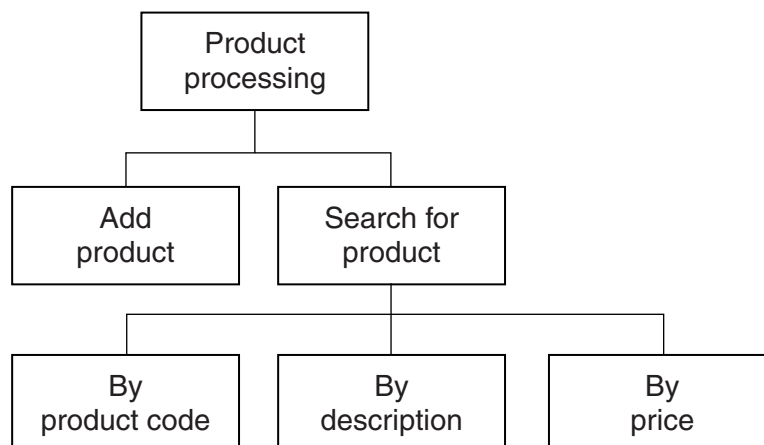 Product
processing
Add
product
Search for
product
By
product code
By
description
By
price